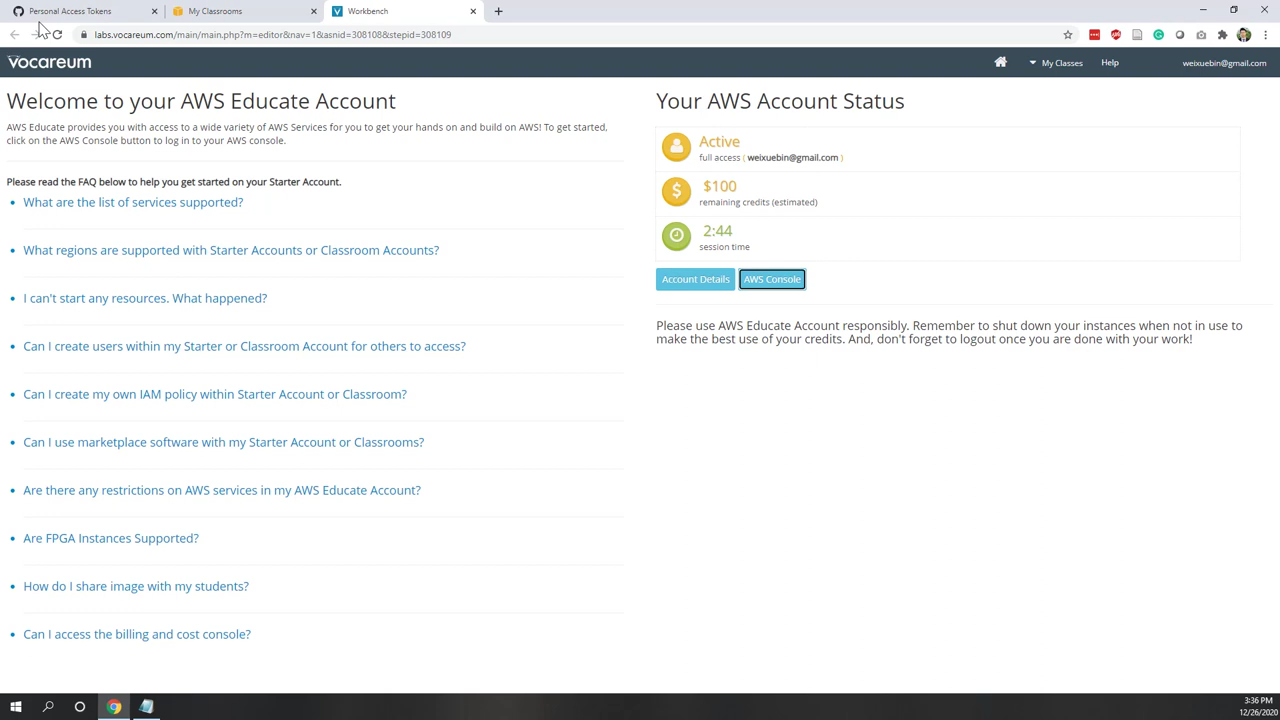 Personal Access Tokens
My Classrooms
Workbench
labs.vocareum.com/main/main.php?m=editor&nav=1&asnid=308108&stepid=308109
vocareum
My Classes
Help
weixuebin@gmail.com
Welcome to your AWS Educate Account
AWS Educate provides you with access to a wide variety of AWS Services for you to get your hands on and build on AWS! To get started,
click on the AWS Console button to log in to your AWS console.
Please read the FAQ below to help you get started on your Starter Account.
What are the list of services supported?
What regions are supported with Starter Accounts or Classroom Accounts?
I can't start any resources. What happened?
Can I create users within my Starter or Classroom Account for others to access?
Can I create my own IAM policy within Starter Account or Classroom?
Can I use marketplace software with my Starter Account or Classrooms?
Are there any restrictions on AWS services in my AWS Educate Account?
Are FPGA Instances Supported?
How do I share image with my students?
Can I access the billing and cost console?
Your AWS Account Status
Active
full access ( weixuebin@gmail.com )
$100
remaining credits (estimated)
2:44
session time
Account Details
AWS Console
Please use AWS Educate Account responsibly. Remember to shut down your instances when not in use to
make the best use of your credits. And, don't forget to logout once you are done with your work!
3:36 PM
12/26/2020